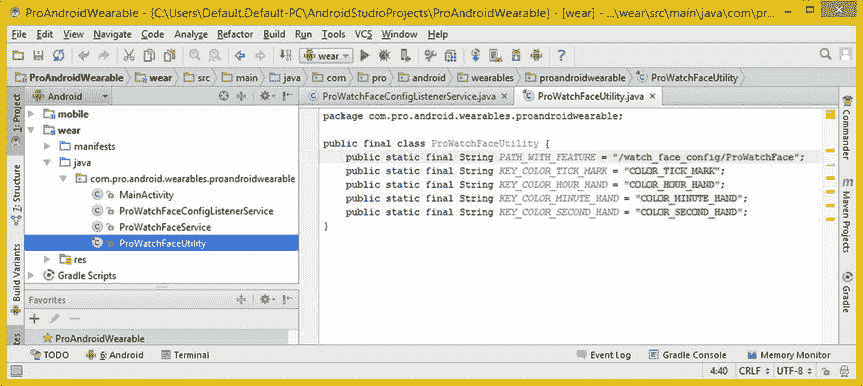 ProAndroidWearable - [C:\Users\Default.Default-PC\AndroidStudioProjects\ProAndroidWearable] - [wear] - ...\wear\src\main\java\com\pr...
File Edit View Navigate Code Analyze Refactor Build Run Tools VCS Window Help
wear
ProAndroidWearable wear src main java com pro android wearables proandroidwearable ProWatchFaceUtility
1: Project
7: Structure
Build Variants
Android
mobile
wear
manifests
java
com.pro.android.wearables.proandroidwearable
MainActivity
ProWatchFaceConfigListenerService
ProWatchFaceService
ProWatchFaceUtility
res
Gradle Scripts
Favorites
ProAndroidWearable
ProWatchFaceConfigListenerService.java
ProWatchFaceUtility.java
package com.pro.android.wearables.proandroidwearable;
public final class ProWatchFaceUtility {
public static final String PATH_WITH_FEATURE = "/watch_face_config/ProWatchFace";
public static final String KEY_COLOR_TICK_MARK = "COLOR_TICK_MARK";
public static final String KEY_COLOR_HOUR_HAND = "COLOR_HOUR_HAND";
public static final String KEY_COLOR_MINUTE_HAND = "COLOR_MINUTE_HAND";
public static final String KEY_COLOR_SECOND_HAND = "COLOR_SECOND_HAND";
}
Commander
Maven Projects
Gradle
TODO 6: Android Terminal Event Log Gradle Console Memory Monitor
4:40 CRLF UTF-8